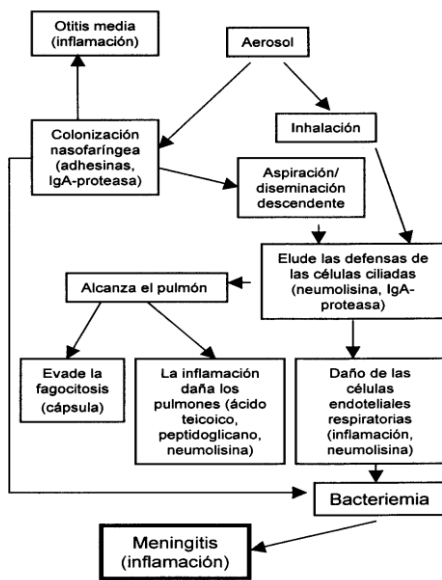 Otitis media
(inflamación)
Aerosol
Colonización
nasofaríngea
(adhesinas,
IgA-proteasa)
Inhalación
Aspiración/
diseminación
descendente
Elude las defensas de
las células ciliadas
(neumolisina, IgA-
proteasa)
Alcanza el pulmón
Evade la
fagocitosis
(cápsula)
La inflamación
daña los
pulmones (ácido
teicoico,
peptidoglicano,
neumolisina)
Daño de las
células
endoteliales
respiratorias
(inflamación,
neumolisina)
Bacteriemia
Meningitis
(inflamación)